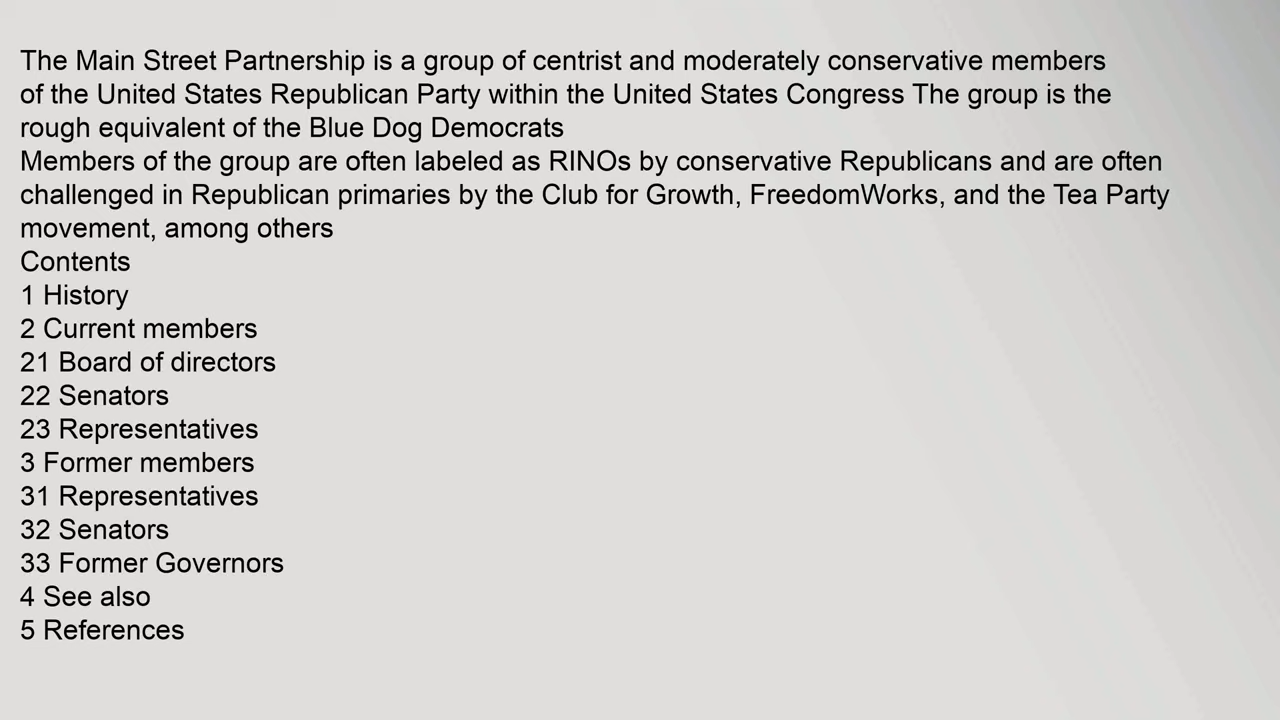 The Main Street Partnership is a group of centrist and moderately conservative members
of the United States Republican Party within the United States Congress The group is the
rough equivalent of the Blue Dog Democrats
Members of the group are often labeled as RINOs by conservative Republicans and are often
challenged in Republican primaries by the Club for Growth, FreedomWorks, and the Tea Party
movement, among others
Contents
1 History
2 Current members
21 Board of directors
22 Senators
23 Representatives
3 Former members
31 Representatives
32 Senators
33 Former Governors
4 See also
5 References